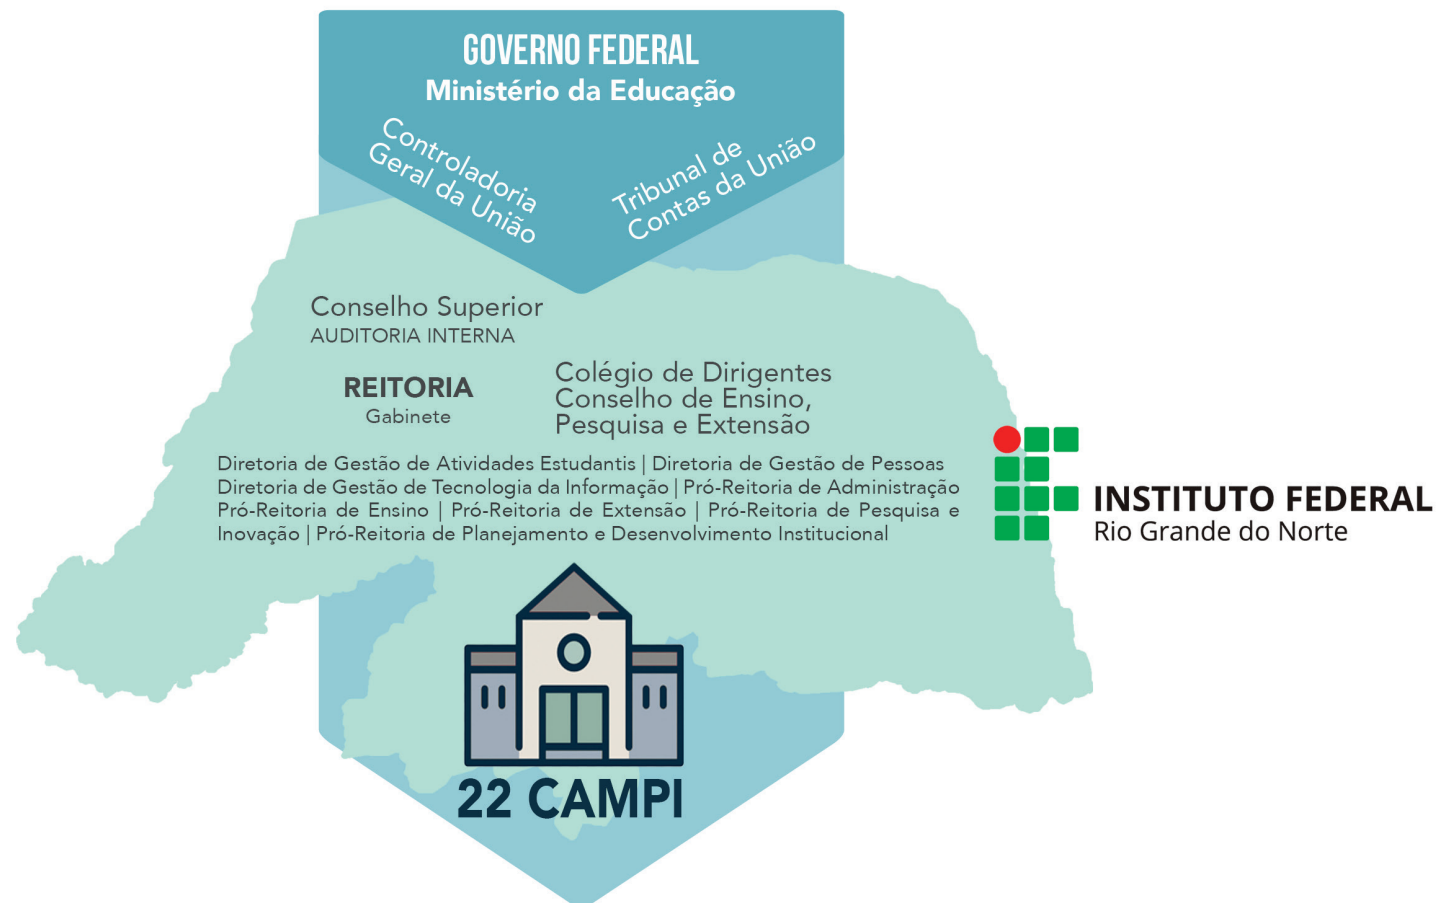 GOVERNO FEDERAL
Ministério da Educação
Controladoria
Geral da União
Tribunal de
Contas da União
Conselho Superior
AUDITORIA INTERNA
REITORIA
Gabinete
Colégio de Dirigentes
Conselho de Ensino,
Pesquisa e Extensão
Diretoria de Gestão de Atividades Estudantis | Diretoria de Gestão de Pessoas
Diretoria de Gestão de Tecnologia da Informação | Pró-Reitoria de Administração
Pró-Reitoria de Ensino | Pró-Reitoria de Extensão | Pró-Reitoria de Pesquisa e
Inovação | Pró-Reitoria de Planejamento e Desenvolvimento Institucional
INSTITUTO FEDERAL
Rio Grande do Norte
22 CAMPI